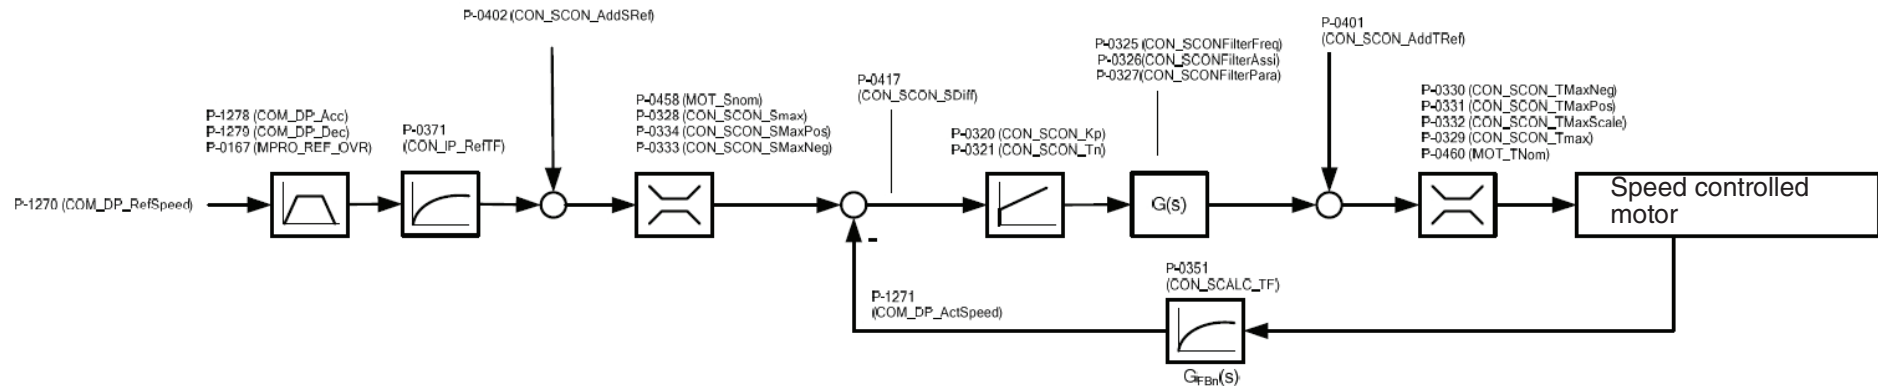 P-0402 (CON_SCON_AddSRef)
P-0401
(CON_SCON_AddTRef)
P-0325 (CON_SCONFilterFreq)
P-0326(CON_SCONFilterAssi)
P-0327(CON_SCONFilterPara)
P-0417
(CON_SCON_SDiff)
P-0458 (MOT_Snom)
P-0328 (CON_SCON_Smax)
P-0334 (CON_SCON_SMaxPos)
P-0333 (CON_SCON_SMaxNeg)
P-0330 (CON_SCON_TMaxNeg)
P-0331 (CON_SCON_TMaxPos)
P-0332 (CON_SCON_TMaxScale)
P-0329 (CON_SCON_Tmax)
P-0460 (MOT_TNom)
P-1278 (COM_DP_Acc)
P-1279 (COM_DP_Dec)
P-0167 (MPRO_REF_OVR)
P-0371
(CON_IP_RefTF)
P-0320 (CON_SCON_Kp)
P-0321 (CON_SCON_Tn)
P-1270 (COM_DP_RefSpeed)
G(s)
Speed controlled
motor
-
P-0351
(CON_SCALC_TF)
P-1271
(COM_DP_ActSpeed)
GFBn(s)